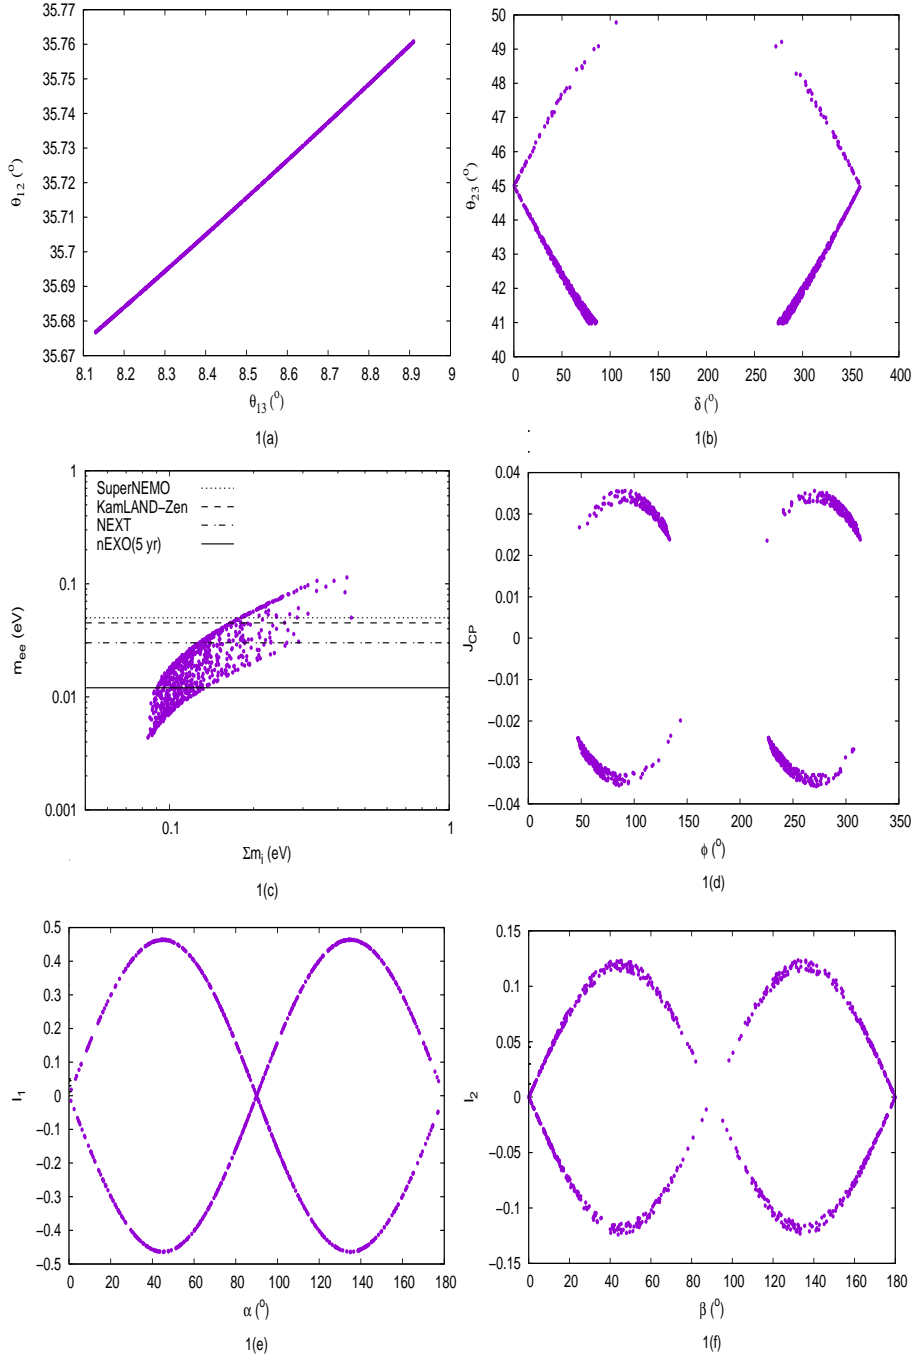 35.77
35.76
35.75
35.74
35.73
35.72
35.71
35.7
35.69
35.68
35.67
θ12 (o)
8.1 8.2 8.3 8.4 8.5 8.6 8.7 8.8 8.9 9
θ13 (o)
1(a)
50
49
48
47
46
45
44
43
42
41
40
θ23 (o)
0 50 100 150 200 250 300 350 400
δ (o)
1(b)
1
0.1
0.01
0.001
mee (eV)
SuperNEMO
KamLAND−Zen
NEXT
nEXO(5 yr)
0.1 1
Σmi (eV)
1(c)
0.04
0.03
0.02
0.01
0
−0.01
−0.02
−0.03
−0.04
JCP
0 50 100 150 200 250 300 350
ϕ (o)
1(d)
0.5
0.4
0.3
0.2
0.1
0
−0.1
−0.2
−0.3
−0.4
−0.5
I1
0 20 40 60 80 100 120 140 160 180
α (o)
1(e)
0.15
0.1
0.05
0
−0.05
−0.1
−0.15
I2
0 20 40 60 80 100 120 140 160 180
β (o)
1(f)